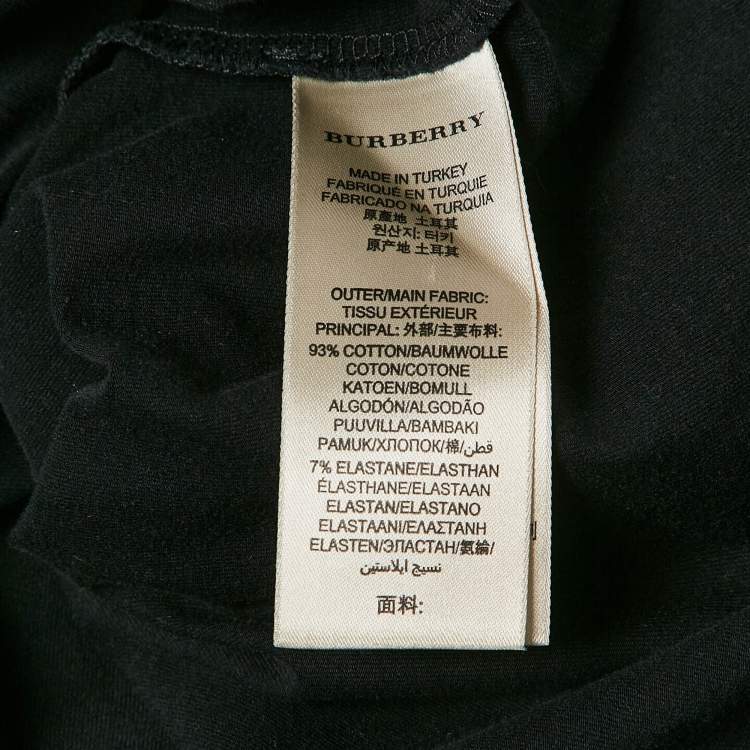 BURBERRY
MADE IN TURKEY
FABRIQUÉ EN TURQUIE
FABRICADO NA TURQUIA
原產地 土耳其
원산지: 터키
原产地 土耳其
OUTER/MAIN FABRIC:
TISSU EXTÉRIEUR
PRINCIPAL: 外部/主要布料:
93% COTTON/BAUMWOLLE
COTON/COTONE
KATOEN/BOMULL
ALGODÓN/ALGODÃO
PUUVILLA/BAMBAKI
PAMUK/ХЛОПОК/棉/قطن
7% ELASTANE/ELASTHAN
ÉLASTHANE/ELASTAAN
ELASTAN/ELASTANO
ELASTAANI/ΕΛΑΣΤΑΝΗ
ELASTEN/ЭЛАСТАН/氨綸/
نسيج ايلاستين
面料: